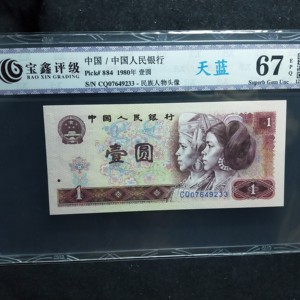 宝鑫评级
BAO XIN GRADING
中国 / 中国人民银行
Pick# 884 1980年 壹圆
S/N CQ07649233 - 民族人物头像
天蓝
67
EPQ
Superb Gem Unc
中国人民银行
壹圆
1
CQ07649233
1